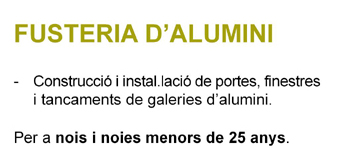 FUSTERIA D'ALUMINI
- Construcció i instal.lació de portes, finestres
i tancaments de galeries d'alumini.
Per a nois i noies menors de 25 anys.